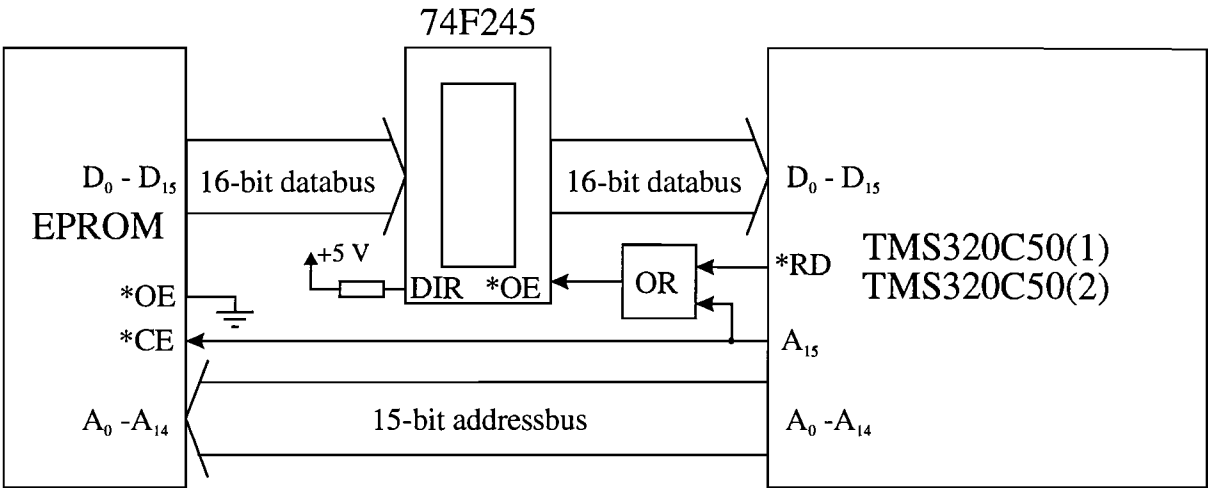 74F245
D₀ - D₁₅
16-bit databus
16-bit databus
D₀ - D₁₅
EPROM
+5 V
TMS320C50(1)
*RD
DIR
*OE
OR
TMS320C50(2)
*OE
*CE
A₁₅
A₀ -A₁₄
15-bit addressbus
A₀ -A₁₄